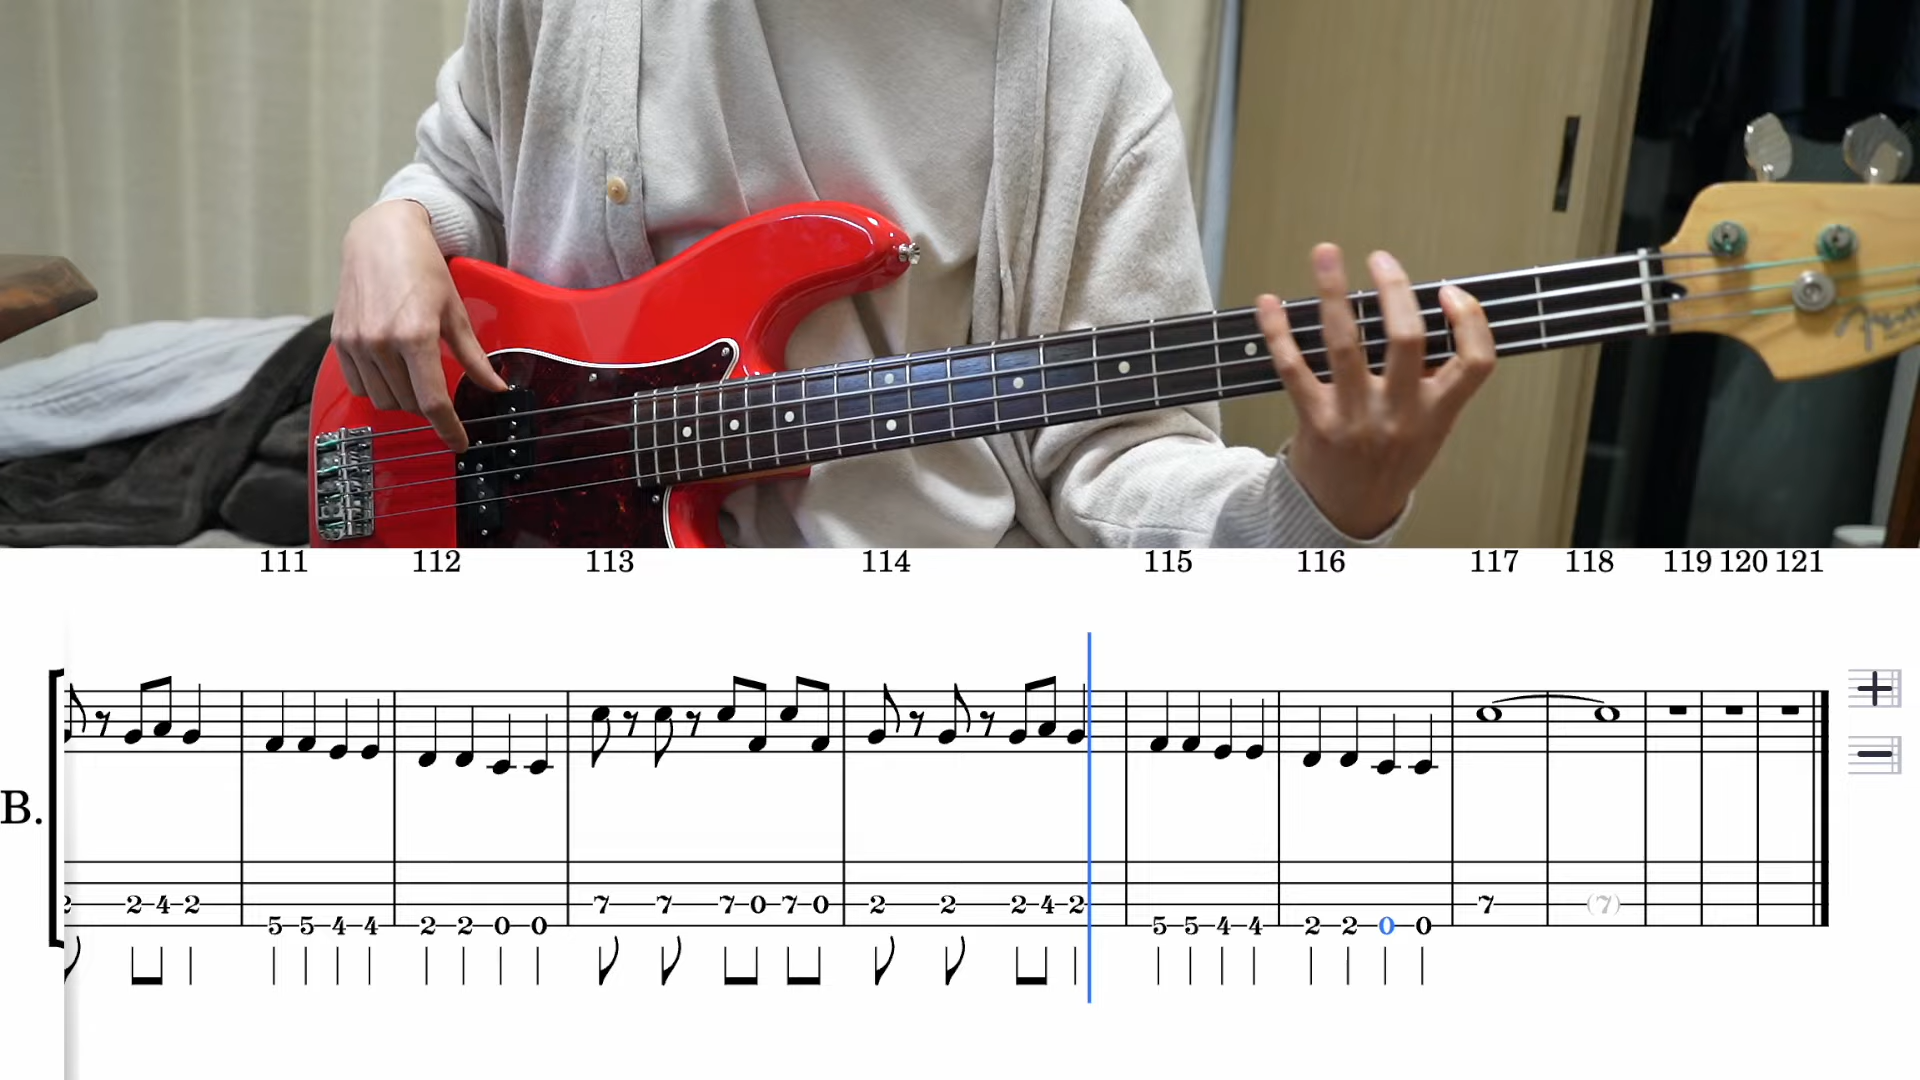 Fender
111 112 113 114 115 116 117 118 119 120 121
B.
2 2 4 2 7 7 7 0 7 0 2 2 2 4 2 7 (7)
5 5 4 4 2 2 0 0 5 5 4 4 2 2 0 0